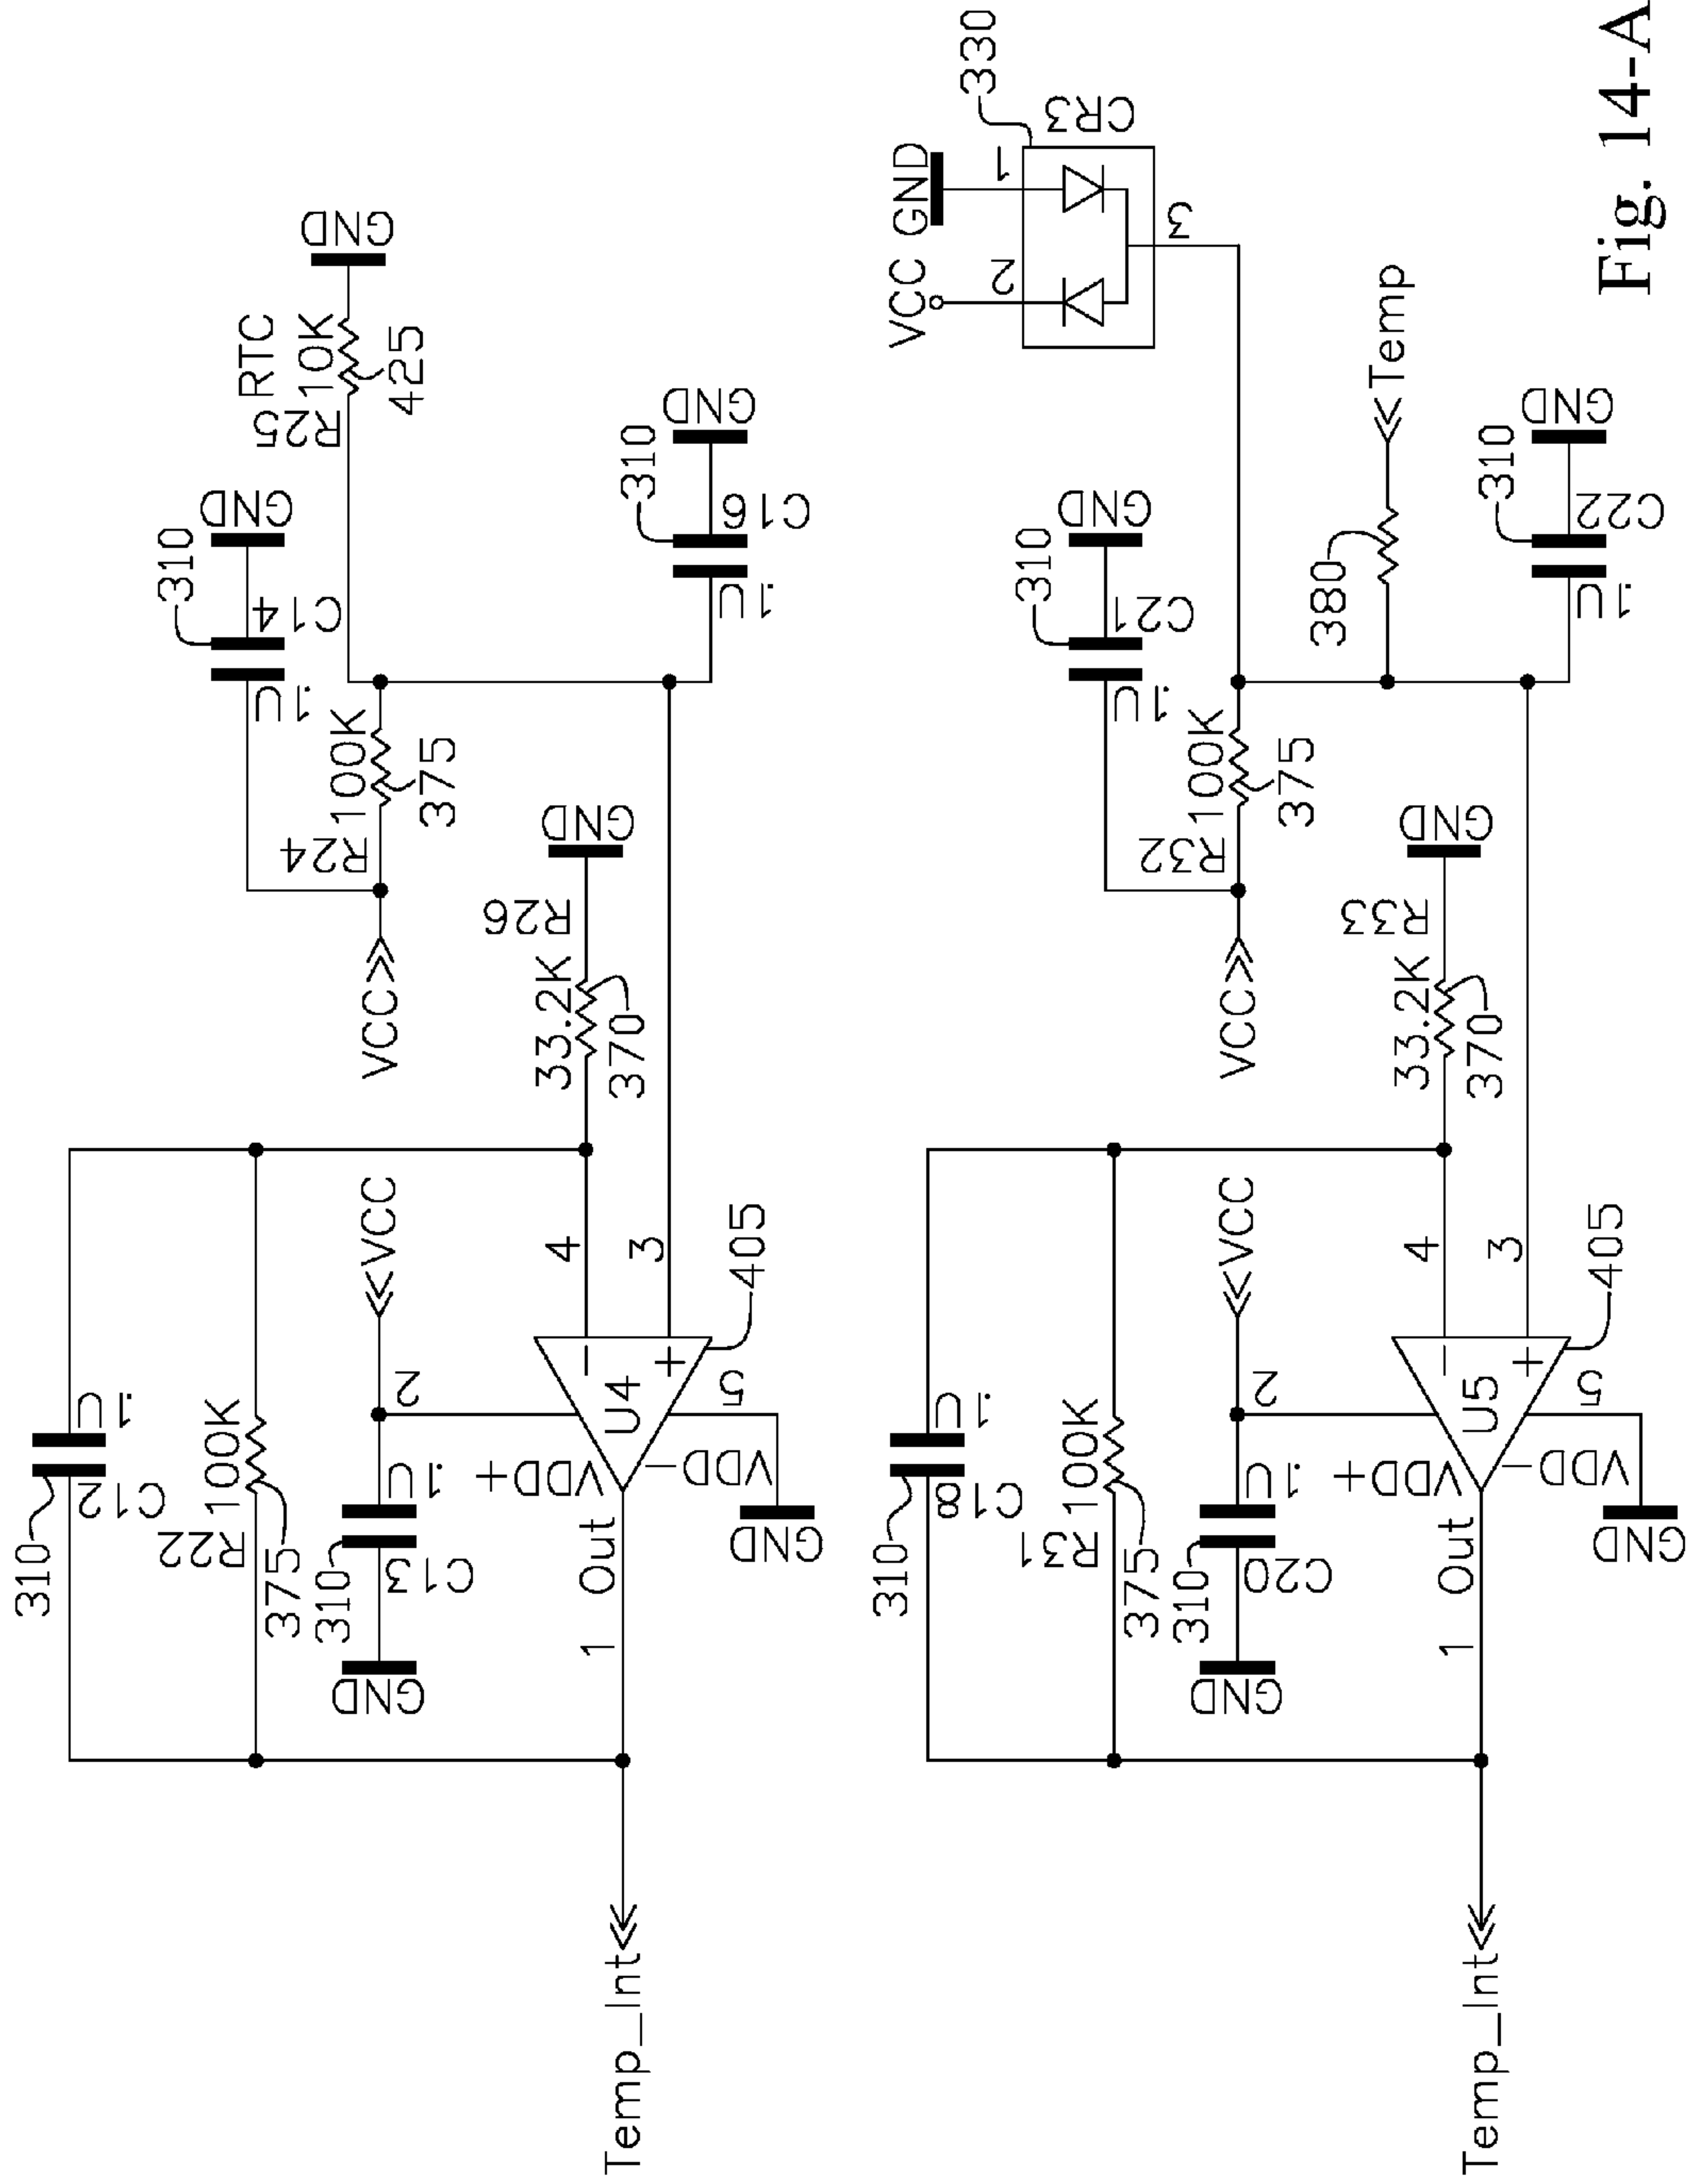 310
C12
.1U
R22
100K
375
310
C13
.1U
GND
VCC
2
VDD+
U4
4
3
5
VDD-
GND
405
Out
1
Temp_Int
33.2K
R26
370
GND
VCC
R24
100K
375
310
C14
.1U
GND
RTC
R25
10K
425
GND
310
C16
.1U
GND
310
C18
.1U
R31
100K
375
310
C20
.1U
GND
VCC
2
VDD+
U5
4
3
5
VDD-
GND
405
Out
1
Temp_Int
33.2K
R33
370
GND
VCC
R32
100K
375
310
C21
.1U
GND
VCC
GND
2
1
3
CR3
330
380
Temp
310
C22
.1U
GND
Fig. 14-A